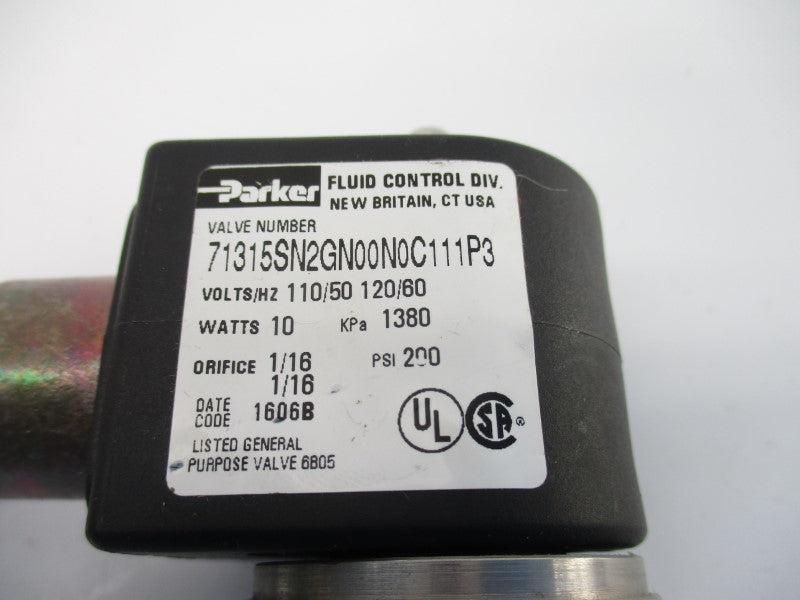 Parker FLUID CONTROL DIV.
NEW BRITAIN, CT USA
VALVE NUMBER
71315SN2GN00N0C111P3
VOLTS/HZ 110/50 120/60
WATTS 10 KPa 1380
ORIFICE 1/16 PSI 200
1/16
DATE CODE 1606B
UL SA ®
LISTED GENERAL
PURPOSE VALVE 6B05